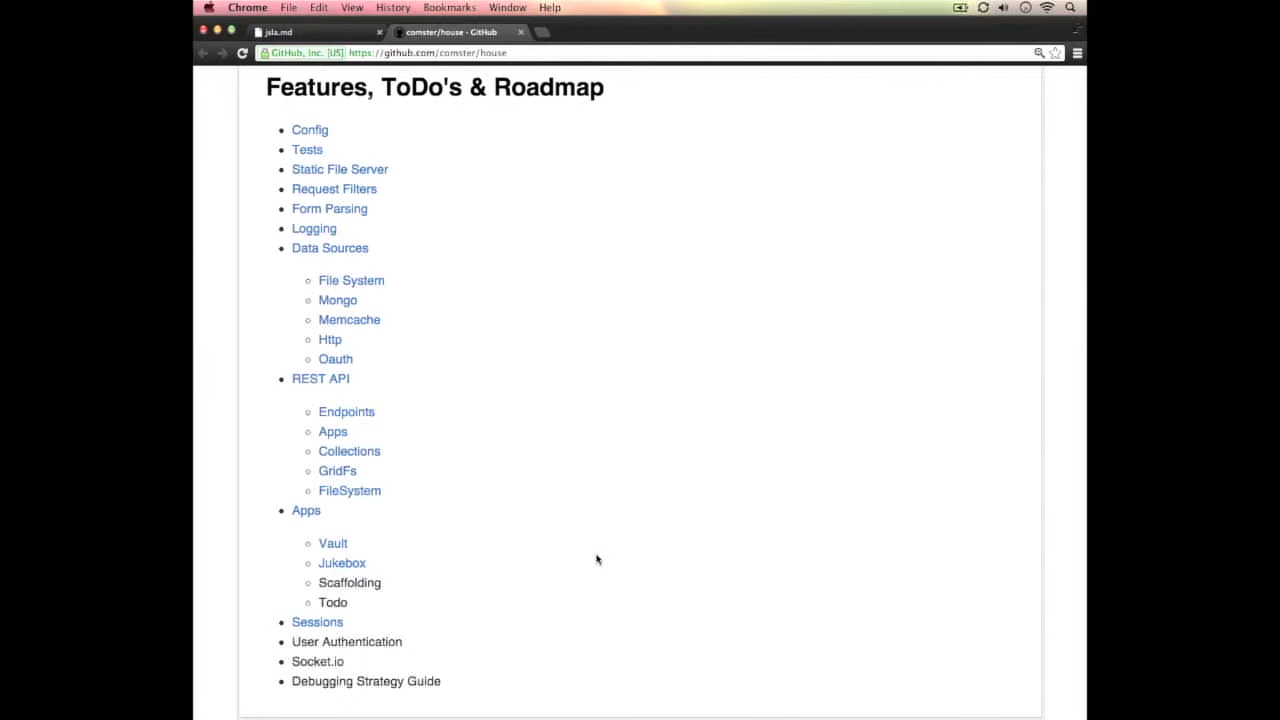 Chrome File Edit View History Bookmarks Window Help
jsla.md
comster/house - GitHub
GitHub, Inc. [US] https://github.com/comster/house
Features, ToDo's & Roadmap
Config
Tests
Static File Server
Request Filters
Form Parsing
Logging
Data Sources
File System
Mongo
Memcache
Http
Oauth
REST API
Endpoints
Apps
Collections
GridFs
FileSystem
Apps
Vault
Jukebox
Scaffolding
Todo
Sessions
User Authentication
Socket.io
Debugging Strategy Guide